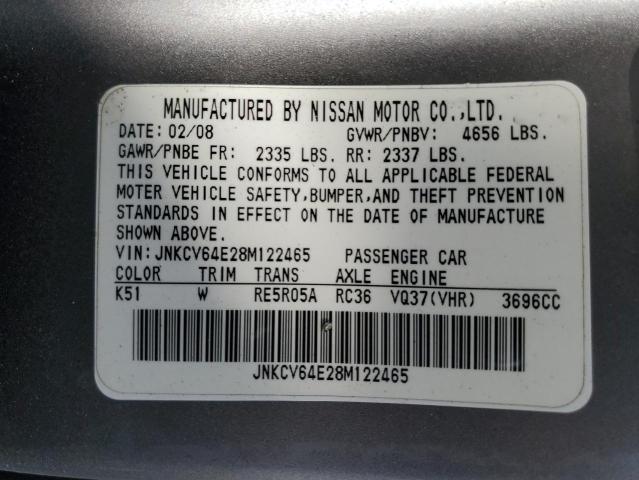 MANUFACTURED BY NISSAN MOTOR CO.,LTD.
DATE: 02/08 GVWR/PNBV: 4656 LBS.
GAWR/PNBE FR: 2335 LBS. RR: 2337 LBS.
THIS VEHICLE CONFORMS TO ALL APPLICABLE FEDERAL
MOTER VEHICLE SAFETY,BUMPER,AND THEFT PREVENTION
STANDARDS IN EFFECT ON THE DATE OF MANUFACTURE
SHOWN ABOVE.
VIN: JNKCV64E28M122465 PASSENGER CAR
COLOR TRIM TRANS AXLE ENGINE
K51 W RE5R05A RC36 VQ37(VHR) 3696CC
JNKCV64E28M122465